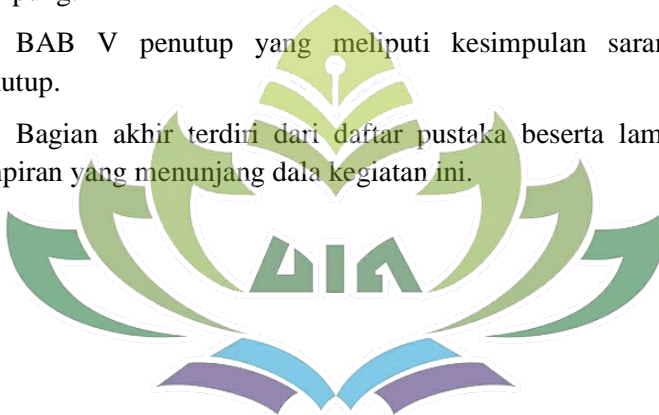 BAB V penutup yang meliputi kesimpulan saran
utup.
Bagian akhir terdiri dari daftar pustaka beserta lam
piran yang menunjang dala kegiatan ini.
UIN